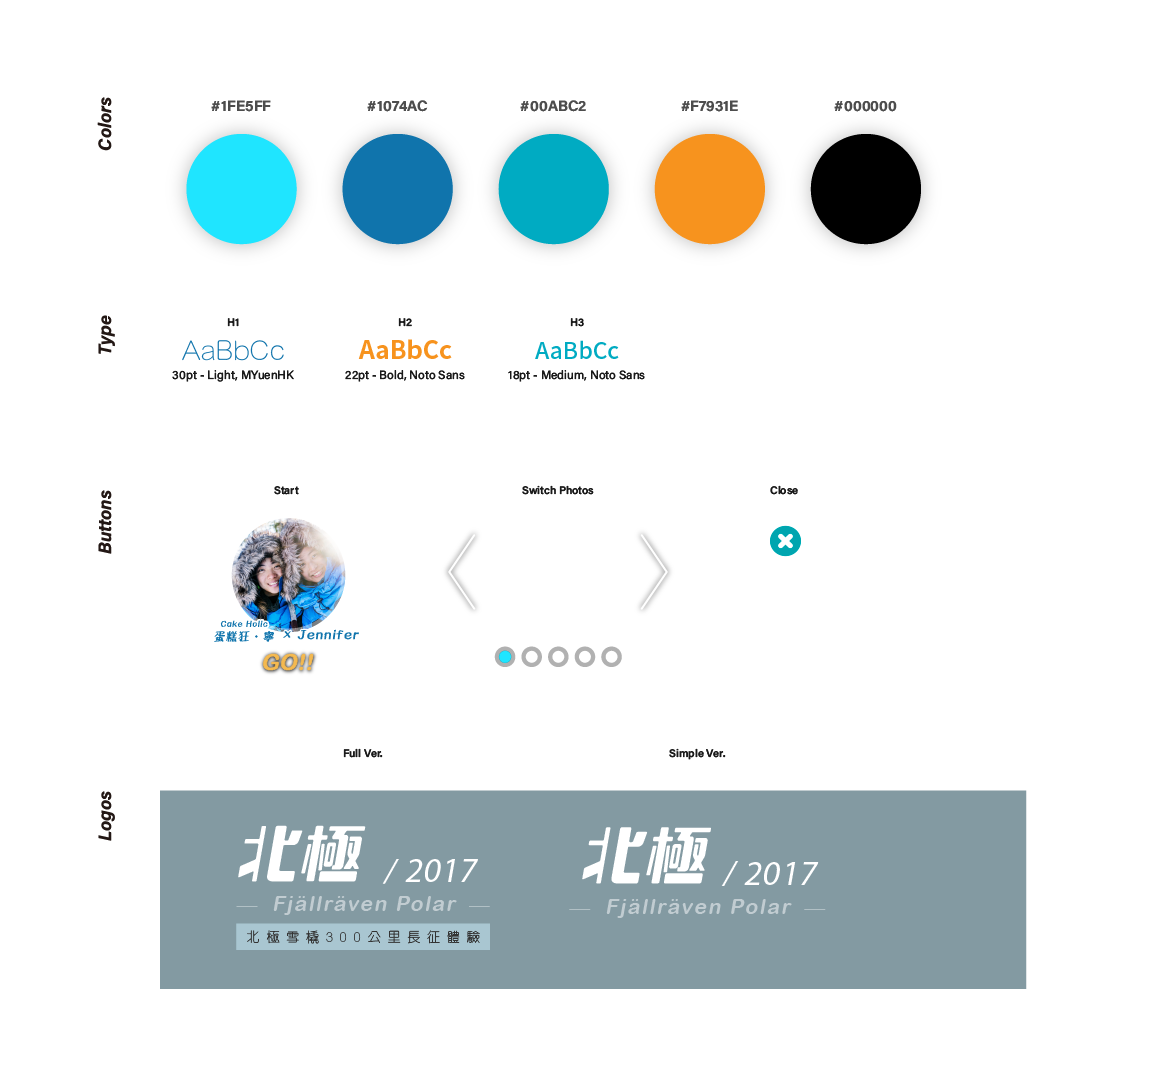 Colors
#1FE5FF
#1074AC
#00ABC2
#F7931E
#000000
Type
H1
AaBbCc
30pt - Light, MYuenHK
H2
AaBbCc
22pt - Bold, Noto Sans
H3
AaBbCc
18pt - Medium, Noto Sans
Buttons
Start
Cake Holic
蛋糕狂・寧 × Jennifer
GO!!
Switch Photos
Close
Logos
Full Ver.
北極 / 2017
Fjällräven Polar
北極雪橇300公里長征體驗
Simple Ver.
北極 / 2017
Fjällräven Polar